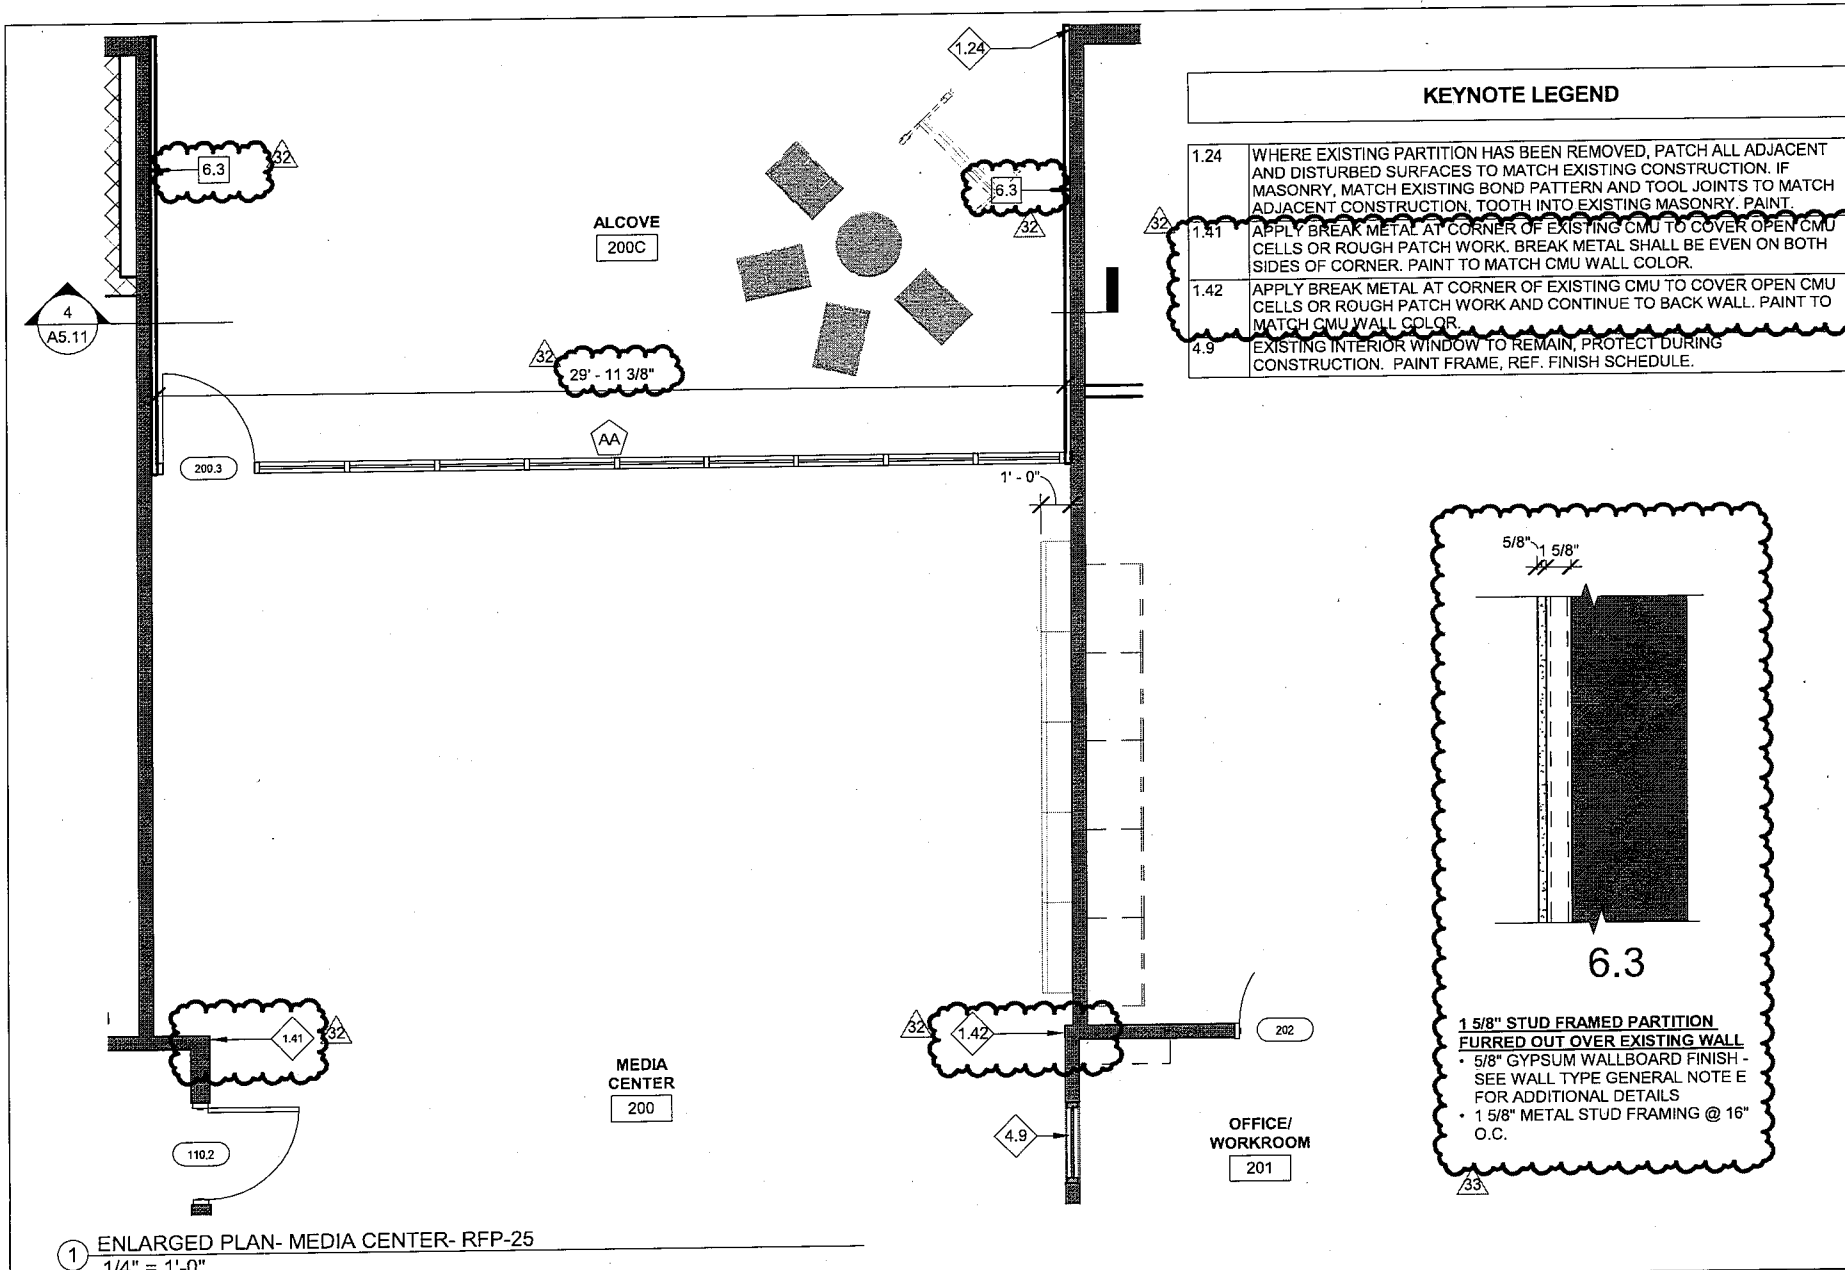 1.24
KEYNOTE LEGEND
1.24 WHERE EXISTING PARTITION HAS BEEN REMOVED, PATCH ALL ADJACENT
AND DISTURBED SURFACES TO MATCH EXISTING CONSTRUCTION. IF
MASONRY, MATCH EXISTING BOND PATTERN AND TOOL JOINTS TO MATCH
ADJACENT CONSTRUCTION, TOOTH INTO EXISTING MASONRY. PAINT.
32
1.41 APPLY BREAK METAL AT CORNER OF EXISTING CMU TO COVER OPEN CMU
CELLS OR ROUGH PATCH WORK. BREAK METAL SHALL BE EVEN ON BOTH
SIDES OF CORNER. PAINT TO MATCH CMU WALL COLOR.
1.42 APPLY BREAK METAL AT CORNER OF EXISTING CMU TO COVER OPEN CMU
CELLS OR ROUGH PATCH WORK AND CONTINUE TO BACK WALL. PAINT TO
MATCH CMU WALL COLOR.
4.9 EXISTING INTERIOR WINDOW TO REMAIN, PROTECT DURING
CONSTRUCTION. PAINT FRAME, REF. FINISH SCHEDULE.
6.3
32
6.3
32
ALCOVE
200C
4
A5.11
32
29' - 11 3/8"
AA
200.3
1' - 0"
5/8"
1 5/8"
6.3
1 5/8" STUD FRAMED PARTITION
FURRED OUT OVER EXISTING WALL
• 5/8" GYPSUM WALLBOARD FINISH -
SEE WALL TYPE GENERAL NOTE E
FOR ADDITIONAL DETAILS
• 1 5/8" METAL STUD FRAMING @ 16"
O.C.
33
1.41
32
32
1.42
202
MEDIA
CENTER
200
4.9
OFFICE/
WORKROOM
201
110.2
1
ENLARGED PLAN- MEDIA CENTER- RFP-25
1/4" = 1'-0"